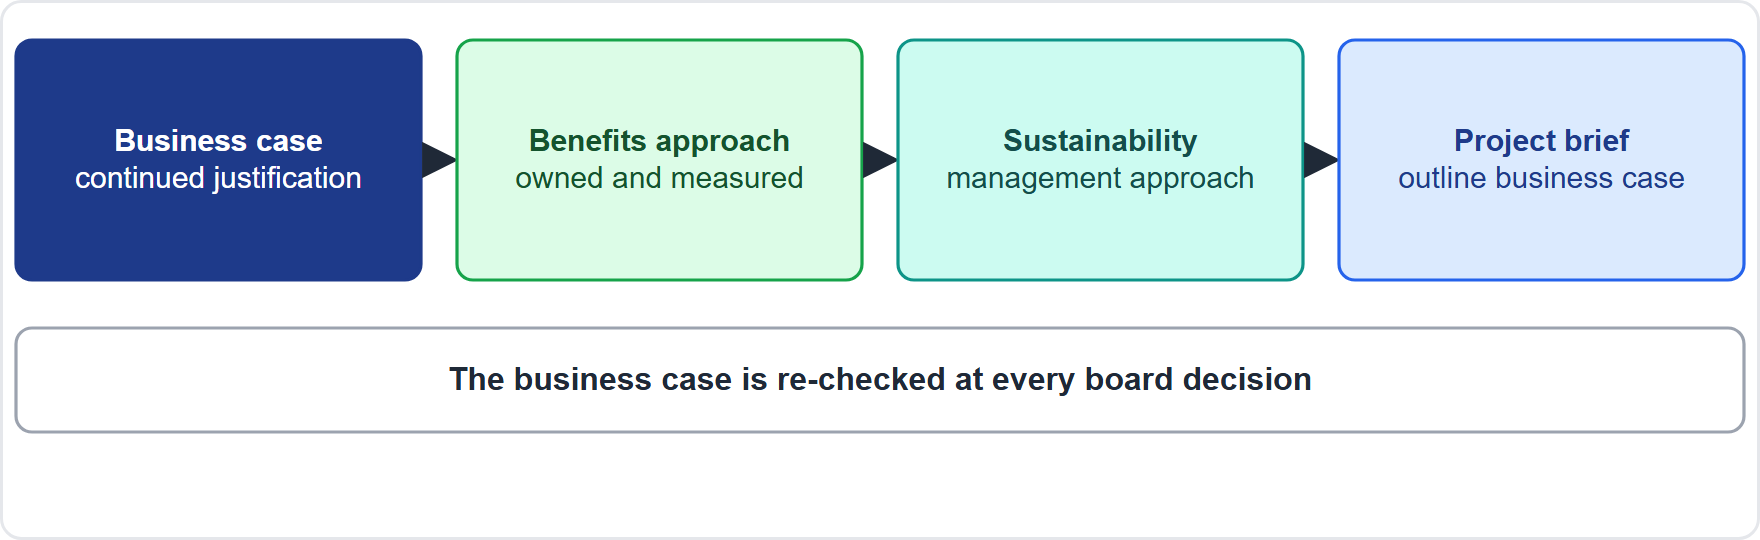 Business case
continued justification
Benefits approach
owned and measured
Sustainability
management approach
Project brief
outline business case
The business case is re-checked at every board decision